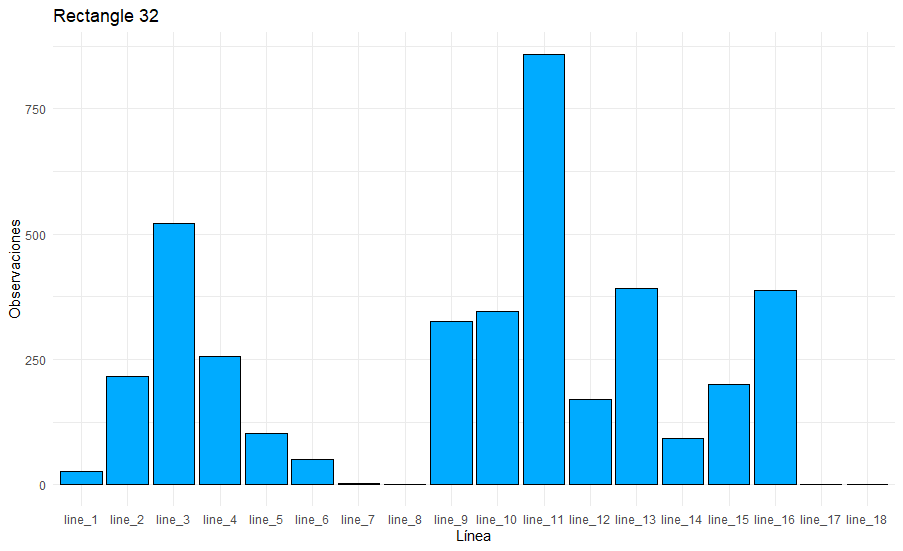 Rectangle 32
Observaciones
750
500
250
0
line_1 line_2 line_3 line_4 line_5 line_6 line_7 line_8 line_9 line_10 line_11 line_12 line_13 line_14 line_15 line_16 line_17 line_18
Línea